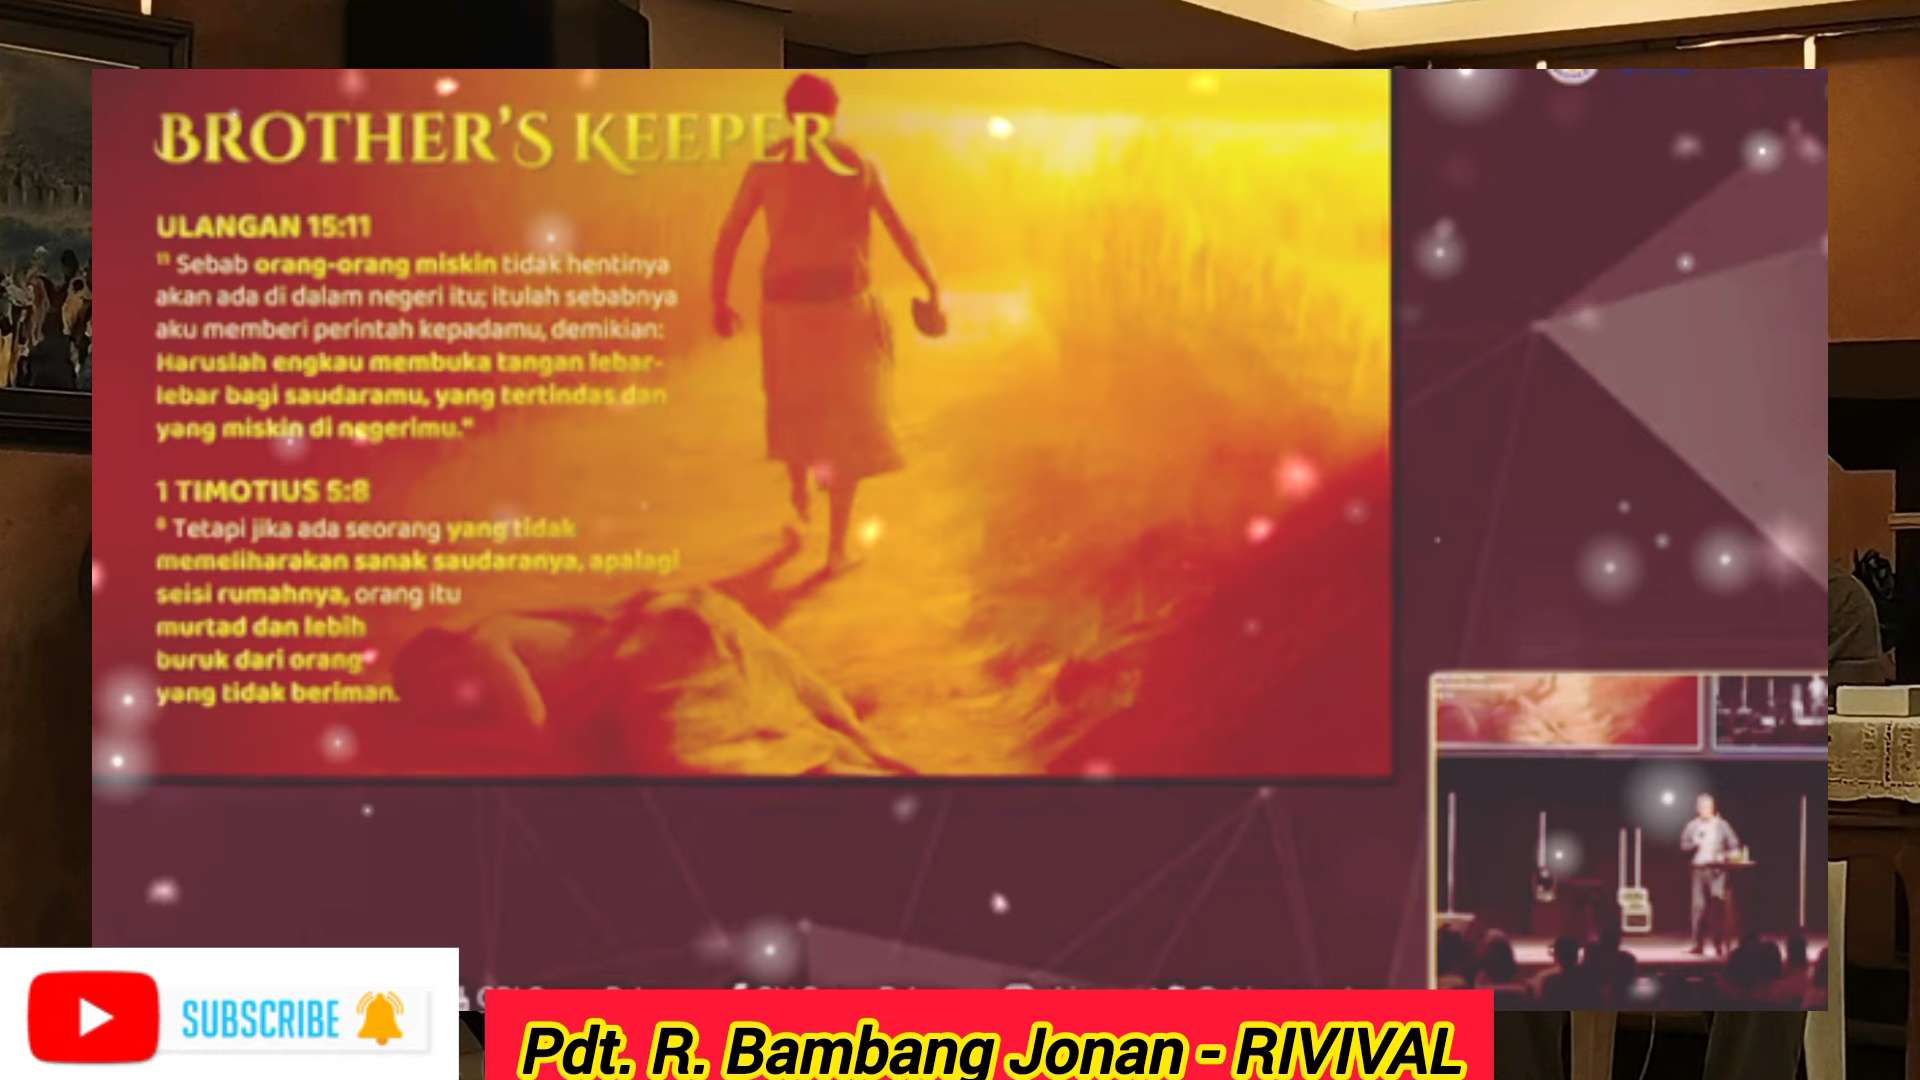 BROTHER'S KEEPER
ULANGAN 15:11
11 Sebab orang-orang miskin tidak hentinya
akan ada di dalam negeri itu; itulah sebabnya
aku memberi perintah kepadamu, demikian:
Haruslah engkau membuka tangan lebar-
lebar bagi saudaramu, yang tertindas dan
yang miskin di negerimu."
1 TIMOTIUS 5:8
8 Tetapi jika ada seorang yang tidak
memeliharakan sanak saudaranya, apalagi
seisi rumahnya, orang itu
murtad dan lebih
buruk dari orang
yang tidak beriman.
SUBSCRIBE
Pdt. R. Bambang Jonan - RIVIVAL